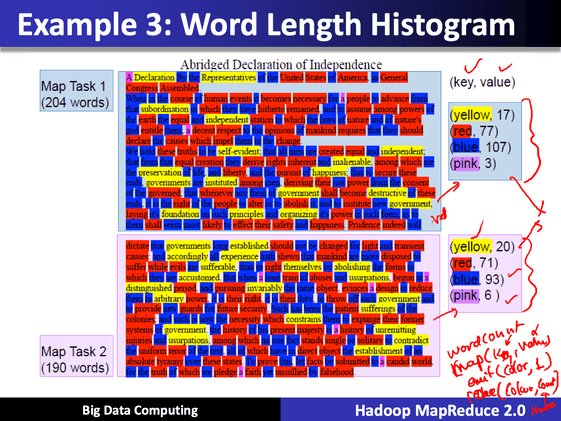 Example 3: Word Length Histogram
Abridged Declaration of Independence
Map Task 1
(204 words)
A Declaration By the Representatives of the United States of America, in General
Congress Assembled.
When in the course of human events it becomes necessary for a people to advance from
that subordination in which they have hitherto remained, and to assume among powers of
the earth the equal and independent station to which the laws of nature and of nature's
god entitle them, a decent respect to the opinions of mankind requires that they should
declare the causes which impel them to the change.
We hold these truths to be self-evident; that all men are created equal and independent;
that from that equal creation they derive rights inherent and inalienable, among which are
the preservation of life, and liberty, and the pursuit of happiness; that to secure these
ends, governments are instituted among men, deriving their just power from the consent
of the governed; that whenever any form of government shall become destructive of these
ends, it is the right of the people to alter or to abolish it, and to institute new government,
laying it's foundation on such principles and organizing it's power in such form, as to
them shall seem most likely to effect their safety and happiness. Prudence indeed will
(key, value)
(yellow, 17)
(red, 77)
(blue, 107)
(pink, 3)
red
dictate that governments long established should not be changed for light and transient
causes: and accordingly all experience hath shewn that mankind are more disposed to
suffer while evils are sufferable, than to right themselves by abolishing the forms to
which they are accustomed. But when a long train of abuses and usurpations, begun at a
distinguished period, and pursuing invariably the same object, evinces a design to reduce
them to arbitrary power, it is their right, it is their duty, to throw off such government and
to provide new guards for future security. Such has been the patient sufferings of the
colonies; and such is now the necessity which constrains them to expunge their former
systems of government. the history of his present majesty is a history of unremitting
injuries and usurpations, among which no one fact stands single or solitary to contradict
the uniform tenor of the rest, all of which have in direct object the establishment of an
absolute tyranny over these states. To prove this, let facts be submitted to a candid world,
for the truth of which we pledge a faith yet unsullied by falsehood.
Map Task 2
(190 words)
(yellow, 20)
(red, 71)
(blue, 93)
(pink, 6 )
word count
map(key, value)
emit(color, 1)
reduce(color,
Big Data Computing
Hadoop MapReduce 2.0